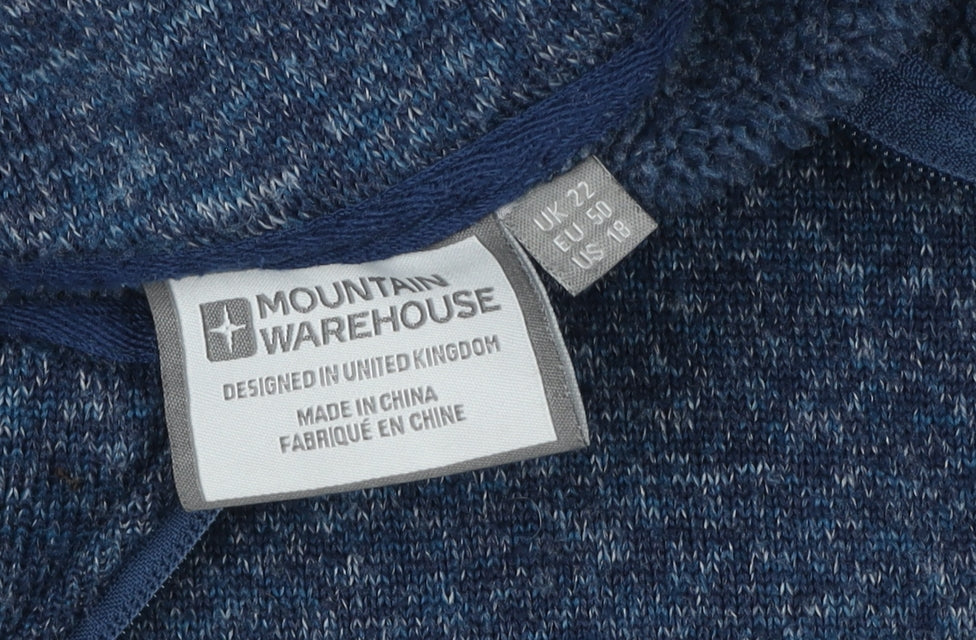 MOUNTAIN
WAREHOUSE
DESIGNED IN UNITED KINGDOM
MADE IN CHINA
FABRIQUÉ EN CHINE
UK 22
EU 50
US 18